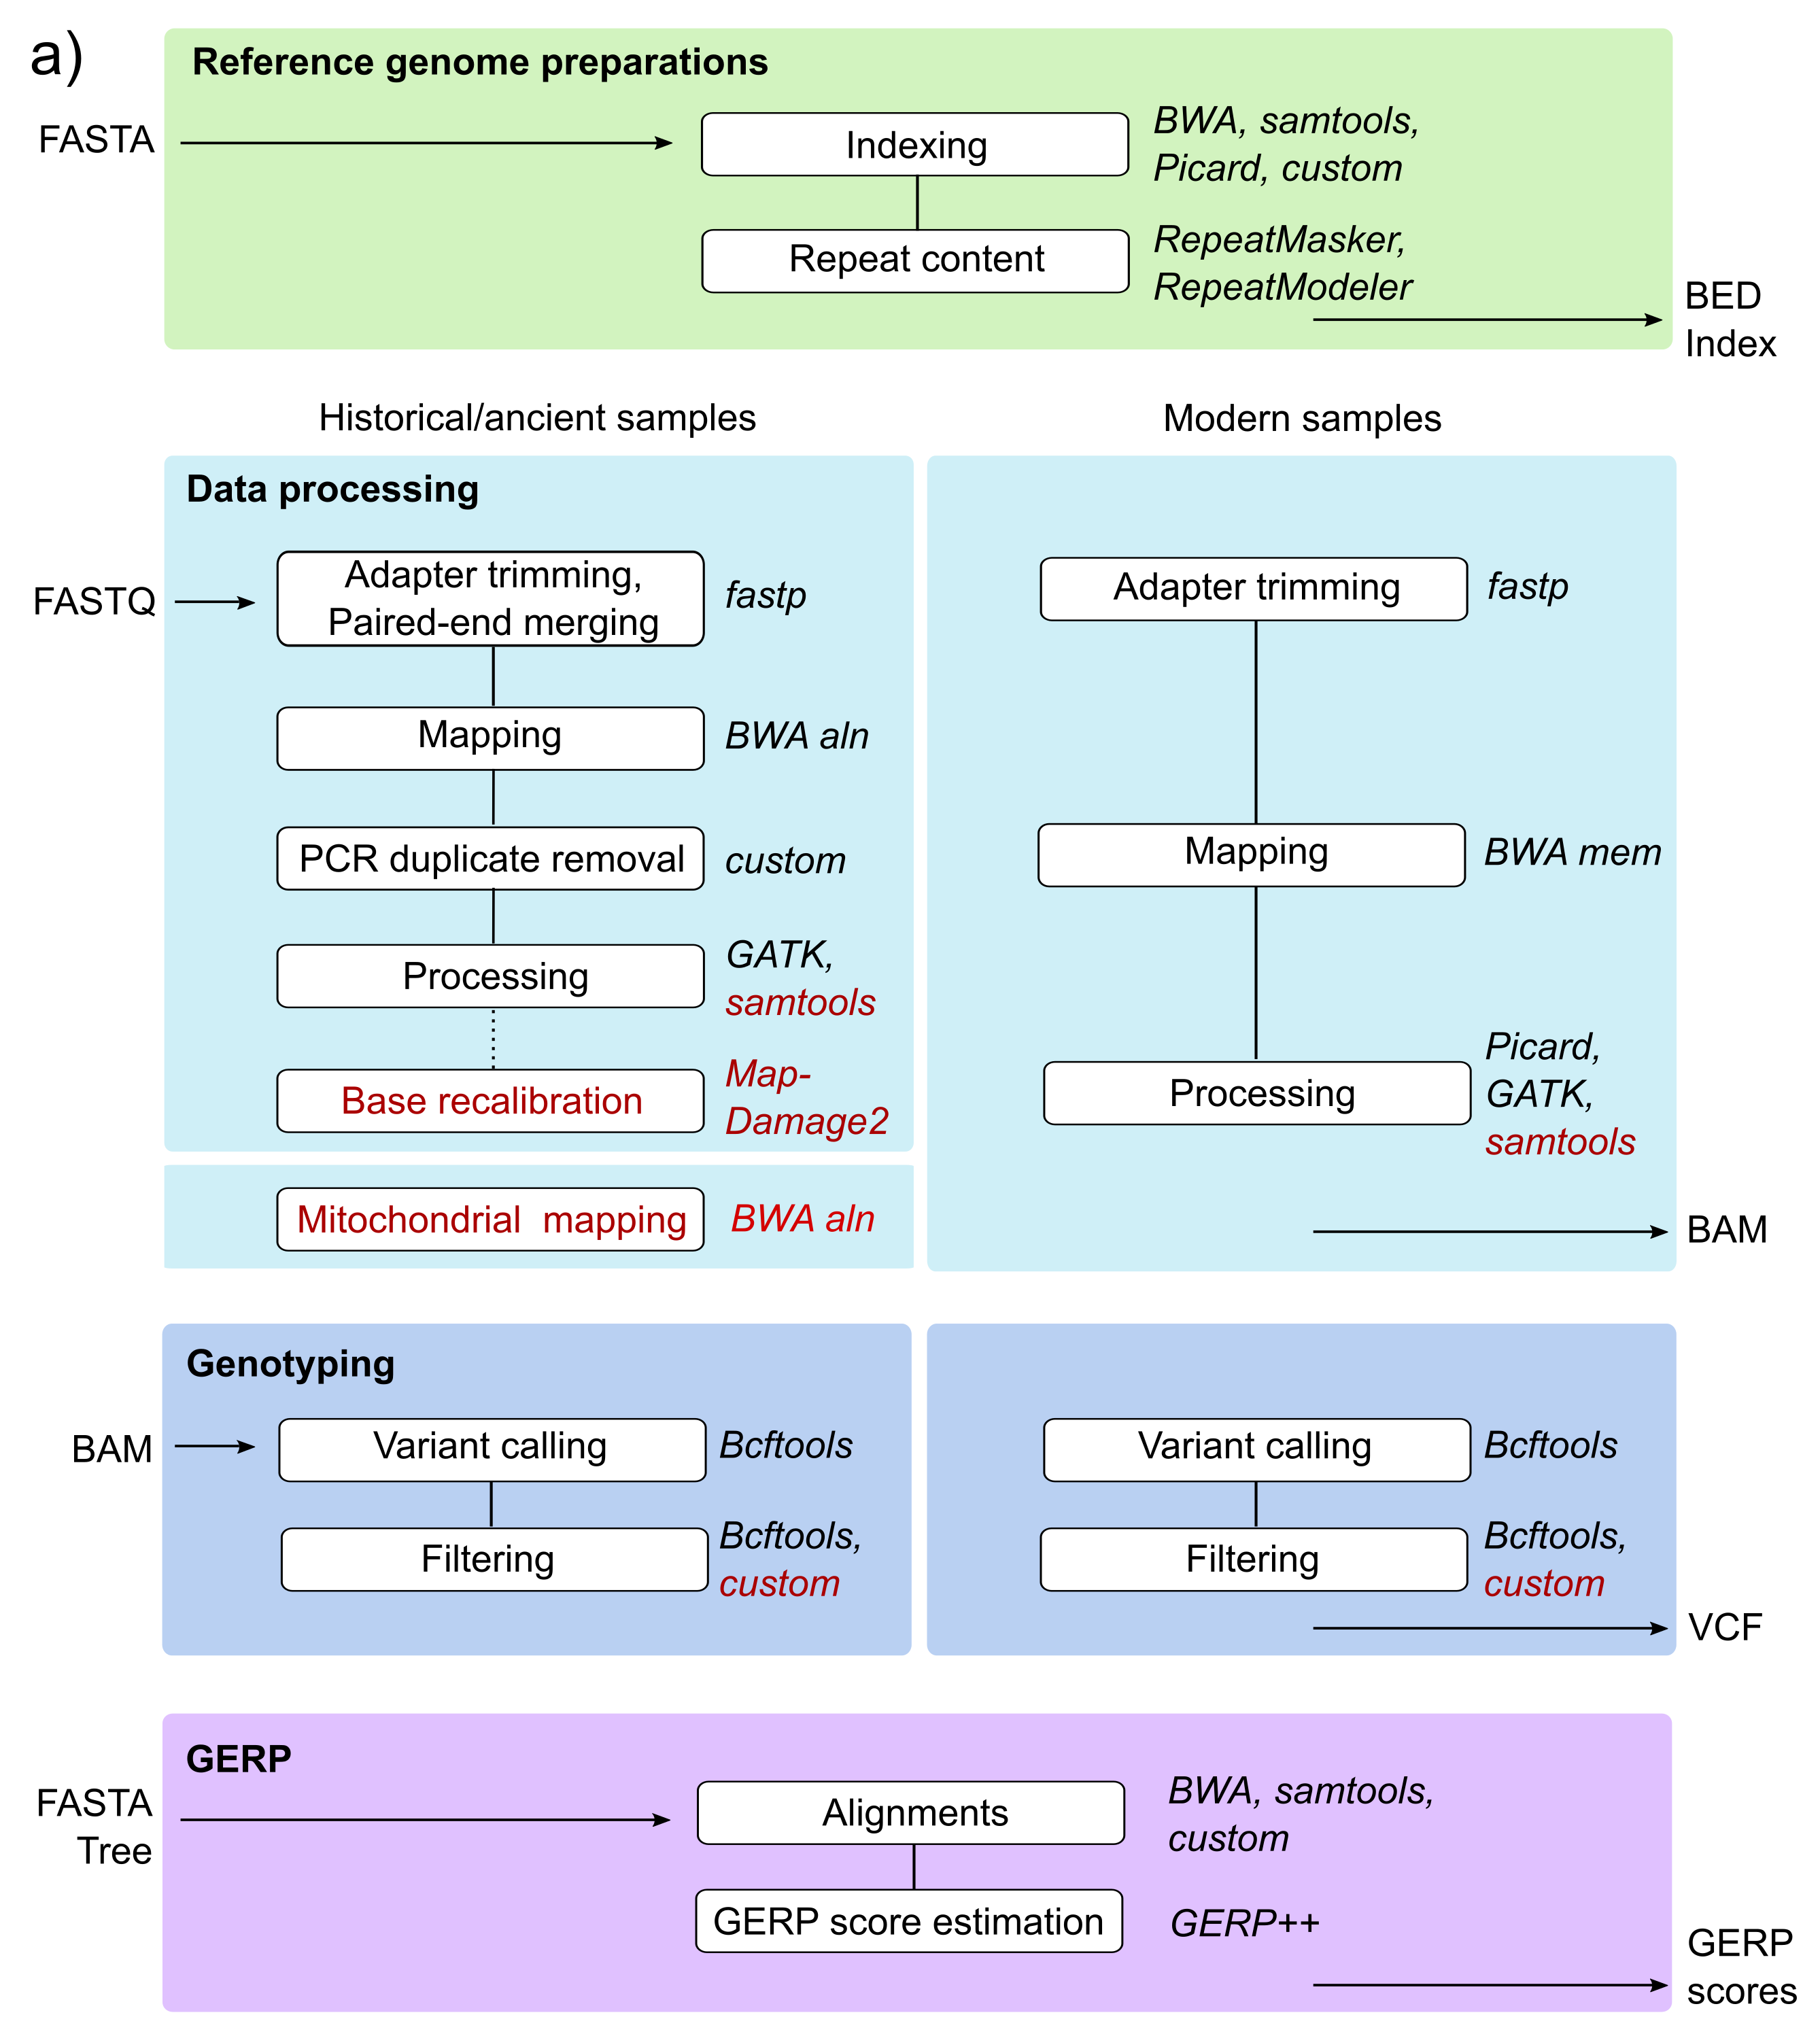 a)
Reference genome preparations
FASTA
Indexing
BWA, samtools,
Picard, custom
Repeat content
RepeatMasker,
RepeatModeler
BED
Index
Historical/ancient samples
Modern samples
Data processing
FASTQ
Adapter trimming,
Paired-end merging
fastp
Mapping
BWA aln
PCR duplicate removal
custom
Processing
GATK,
samtools
Base recalibration
Map-
Damage2
Mitochondrial mapping
BWA aln
Adapter trimming
fastp
Mapping
BWA mem
Processing
Picard,
GATK,
samtools
BAM
Genotyping
BAM
Variant calling
Bcftools
Filtering
Bcftools,
custom
Variant calling
Bcftools
Filtering
Bcftools,
custom
VCF
GERP
FASTA
Tree
Alignments
BWA, samtools,
custom
GERP score estimation
GERP++
GERP
scores